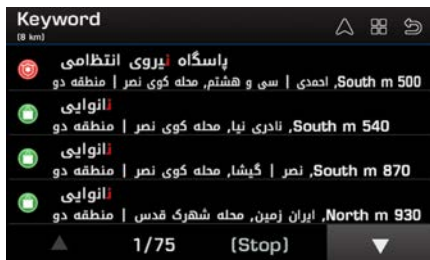 Keyword
[8 km]
پاسگاه نیروی انتظامی
500 m South, احمدی | سی و هشتم, محله کوی نصر | منطقه دو
نانوایی
540 m South, نادری نیا, محله کوی نصر | منطقه دو
نانوایی
870 m South, نصر | گیشا, محله کوی نصر | منطقه دو
نانوایی
930 m North, ایران زمین, محله شهرک قدس | منطقه دو
1/75 (Stop)